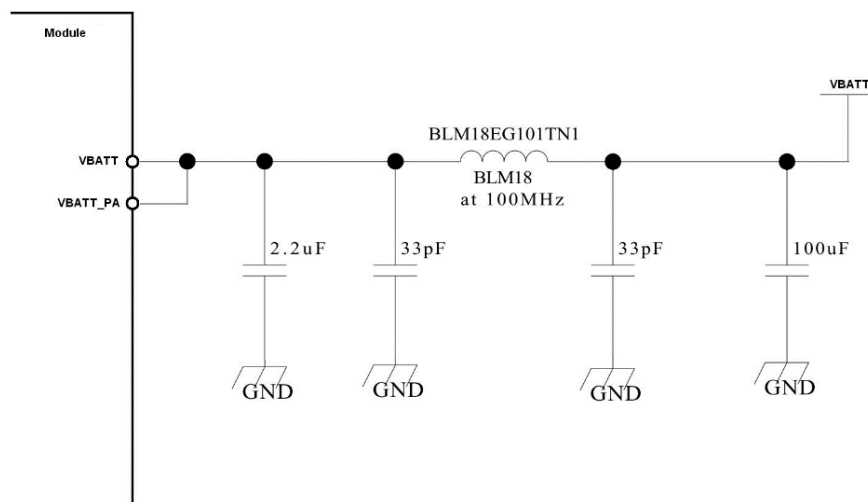 Module
VBATT
BLM18EG101TN1
VBATT
BLM18
at 100MHz
VBATT_PA
2.2uF
33pF
33pF
100uF
GND
GND
GND
GND